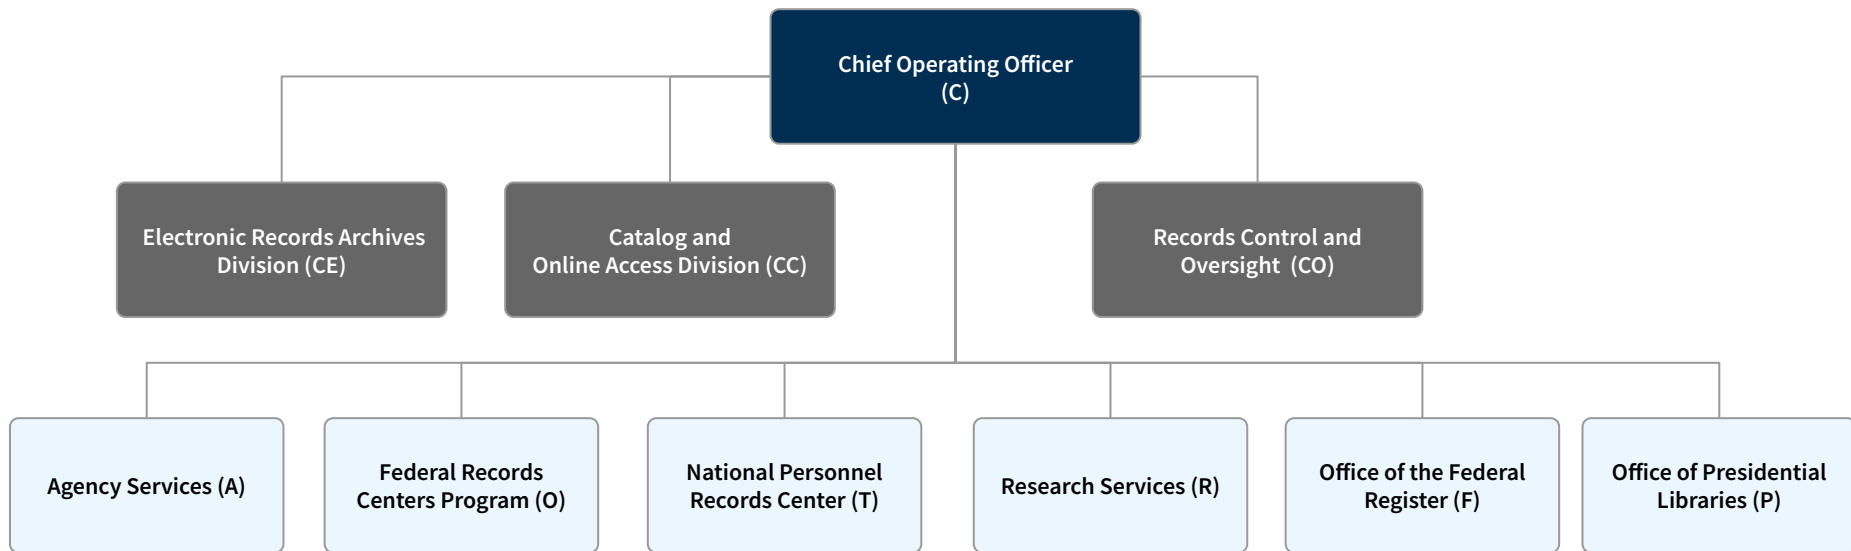 Chief Operating Officer
(C)
Electronic Records Archives
Division (CE)
Catalog and
Online Access Division (CC)
Records Control and
Oversight  (CO)
Agency Services (A)
Federal Records
Centers Program (O)
National Personnel
Records Center (T)
Research Services (R)
Office of the Federal
Register (F)
Office of Presidential
Libraries (P)